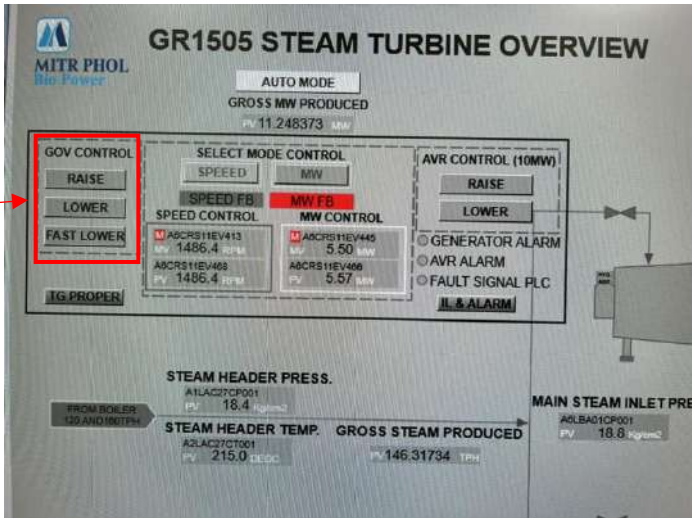 GR1505 STEAM TURBINE OVERVIEW
MITR PHOL
Bio Power
AUTO MODE
GROSS MW PRODUCED
PV 11.248373 MW
GOV CONTROL
RAISE
LOWER
FAST LOWER
TG PROPER
SELECT MODE CONTROL
SPEEED MW
SPEED FB MW FB
SPEED CONTROL MW CONTROL
M A6CRS11EV413
MV 1486.4 RPM
A6CRS11EV468
PV 1486.4 RPM
M A6CRS11EV445
MV 5.50 MW
A6CRS11EV466
PV 5.57 MW
AVR CONTROL (10MW)
RAISE
LOWER
GENERATOR ALARM
AVR ALARM
FAULT SIGNAL PLC
IL & ALARM
STEAM HEADER PRESS.
A1LAC27CP001
PV 18.4 Kg/cm2
FROM BOILER
120 AND160TPH
STEAM HEADER TEMP.
A2LAC27CT001
PV 215.0 DEGC
GROSS STEAM PRODUCED
PV 146.31734 TPH
MAIN STEAM INLET PRE
A6LBA01CP001
PV 18.8 Kg/cm2